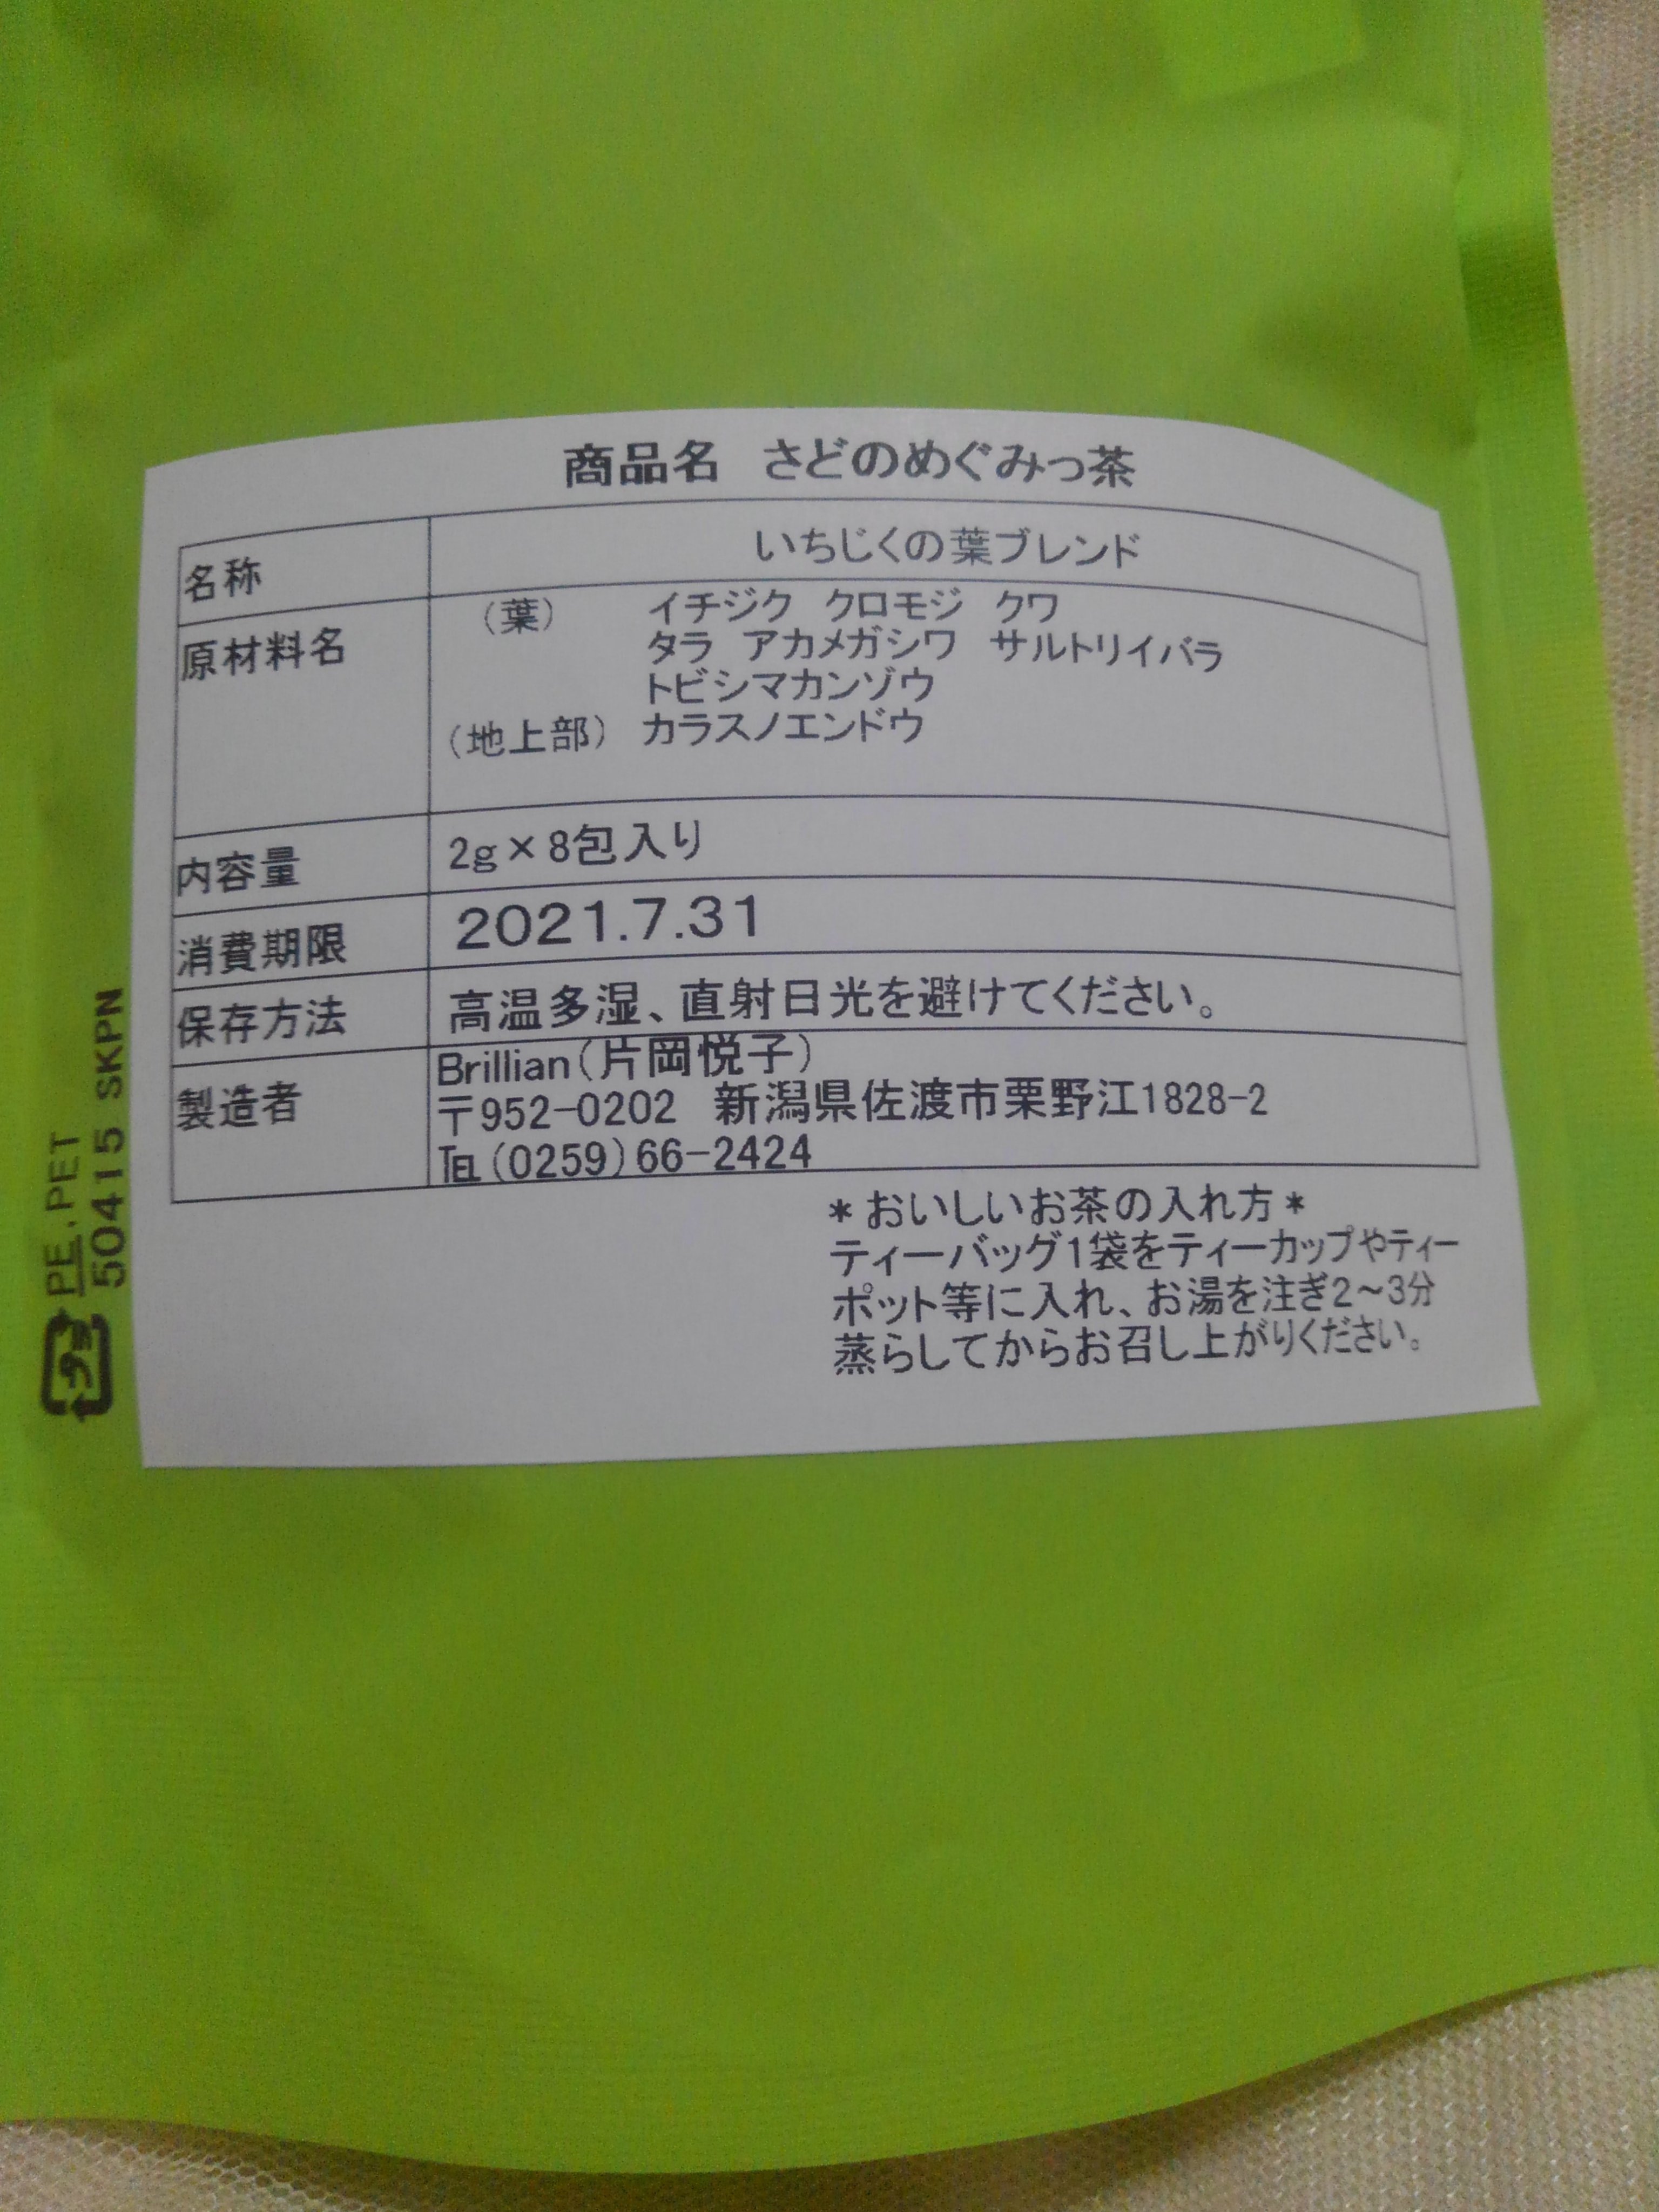 商品名 さどのめぐみっ茶
名称 いちじくの葉ブレンド
原材料名 (葉) イチジク クロモジ クワ
タラ アカメガシワ サルトリイバラ
トビシマカンゾウ
(地上部) カラスノエンドウ
内容量 2g×8包入り
消費期限 2021.7.31
保存方法 高温多湿、直射日光を避けてください。
製造者 Brillian(片岡悦子)
〒952-0202 新潟県佐渡市栗野江1828-2
℡(0259)66-2424
*おいしいお茶の入れ方*
ティーバッグ1袋をティーカップやティー
ポット等に入れ、お湯を注ぎ2~3分
蒸らしてからお召し上がりください。
プラ PE.PET
50415 SKPN